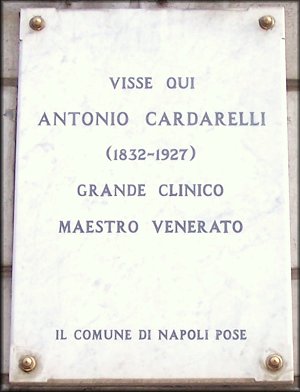 VISSE QUI
ANTONIO CARDARELLI
(1832-1927)
GRANDE CLINICO
MAESTRO VENERATO
IL COMUNE DI NAPOLI POSE